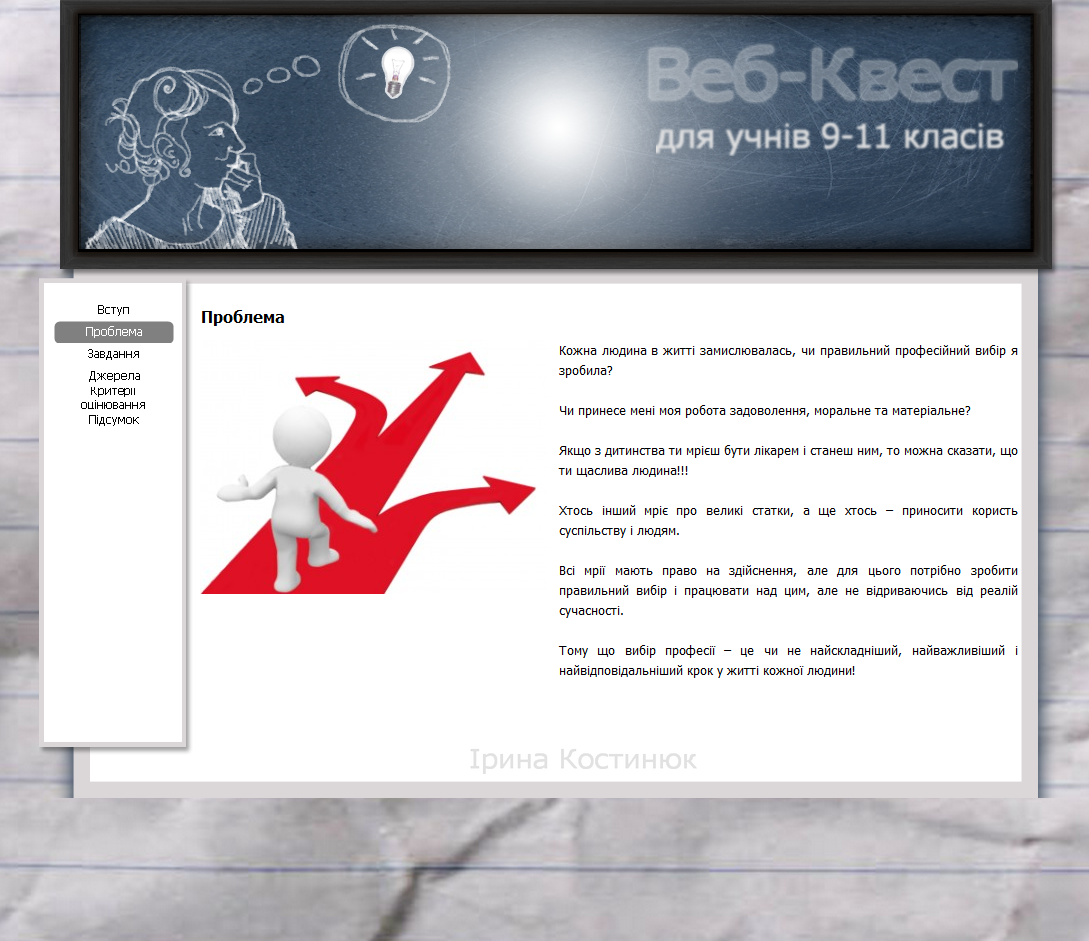 Веб-Квест
для учнів 9-11 класів
Вступ
Проблема
Завдання
Джерела
Критерії
оцінювання
Підсумок
Проблема
Кожна людина в житті замислювалась, чи правильний професійний вибір я
зробила?
Чи принесе мені моя робота задоволення, моральне та матеріальне?
Якщо з дитинства ти мрієш бути лікарем і станеш ним, то можна сказати, що
ти щаслива людина!!!
Хтось інший мріє про великі статки, а ще хтось – приносити користь
суспільству і людям.
Всі мрії мають право на здійснення, але для цього потрібно зробити
правильний вибір і працювати над цим, але не відриваючись від реалій
сучасності.
Тому що вибір професії – це чи не найскладніший, найважливіший і
найвідповідальніший крок у житті кожної людини!
Ірина Костинюк